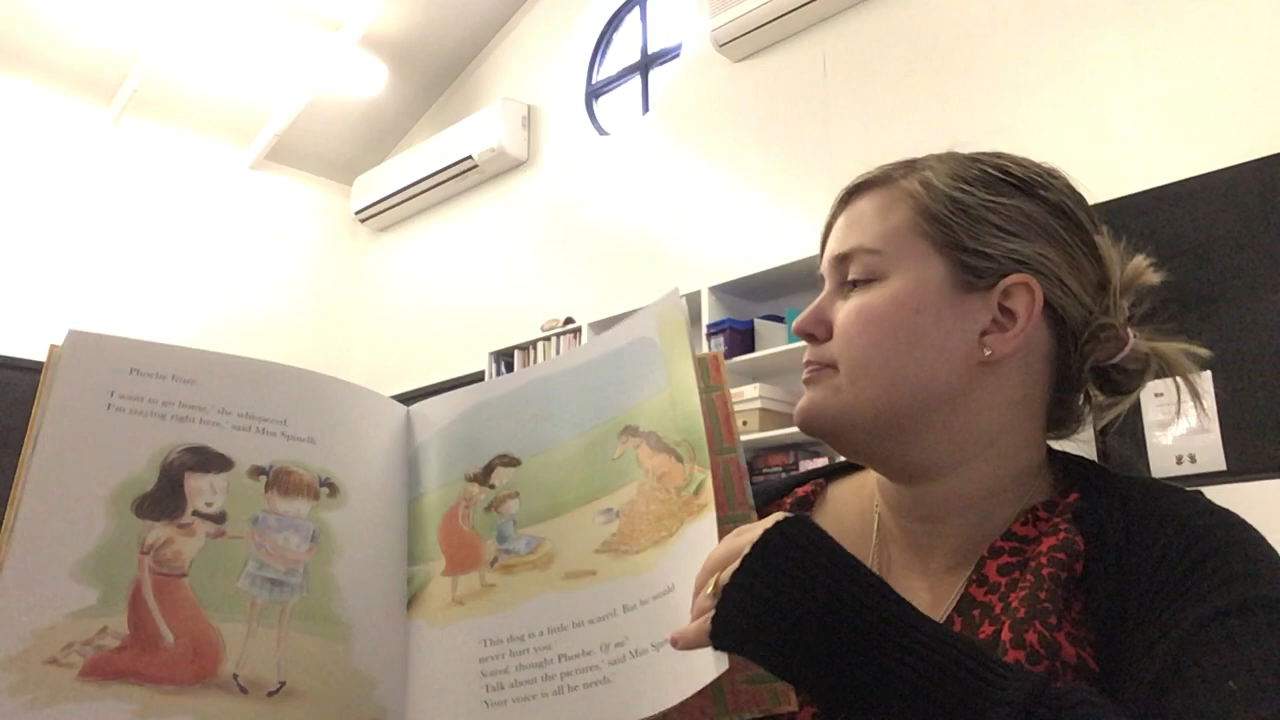 Phoebe froze.
'I want to go home,' she whispered.
'I'm staying right here,' said Miss Spinelli
'This dog is a little bit scared. But he would
never hurt you.'
Scared, thought Phoebe. Of me?
'Talk about the pictures,' said Miss Spin
'Your voice is all he needs.'